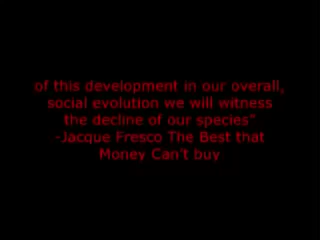 of this development in our overall,
social evolution we will witness
the decline of our species"
-Jacque Fresco The Best that
Money Can't buy